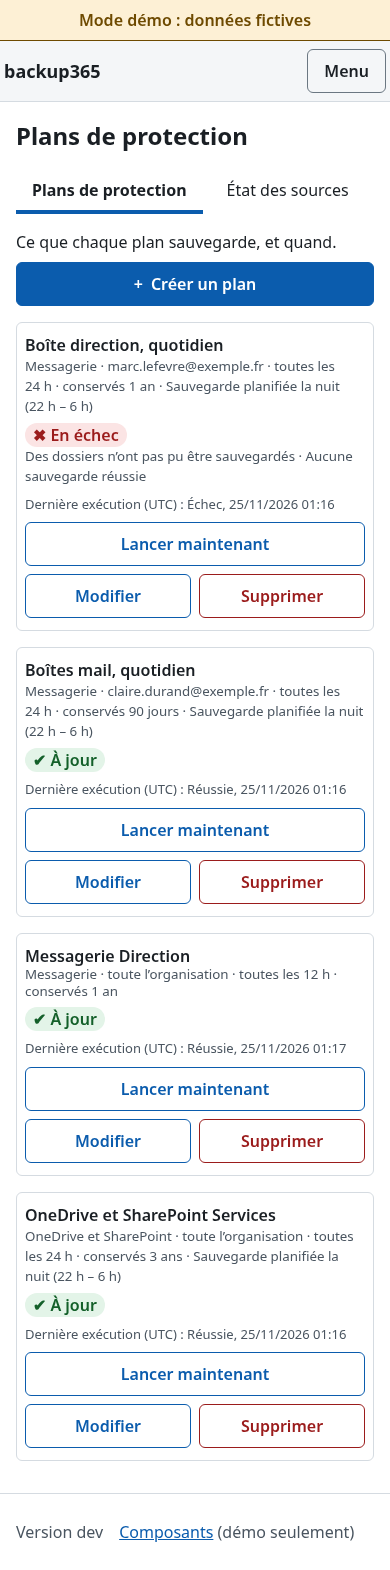 Mode démo : données fictives
backup365
Menu
Plans de protection
Plans de protection
État des sources
Ce que chaque plan sauvegarde, et quand.
+ Créer un plan
Boîte direction, quotidien
Messagerie · marc.lefevre@exemple.fr · toutes les
24 h · conservés 1 an · Sauvegarde planifiée la nuit
(22 h – 6 h)
✖ En échec
Des dossiers n’ont pas pu être sauvegardés · Aucune
sauvegarde réussie
Dernière exécution (UTC) : Échec, 25/11/2026 01:16
Lancer maintenant
Modifier
Supprimer
Boîtes mail, quotidien
Messagerie · claire.durand@exemple.fr · toutes les
24 h · conservés 90 jours · Sauvegarde planifiée la nuit
(22 h – 6 h)
✔ À jour
Dernière exécution (UTC) : Réussie, 25/11/2026 01:16
Lancer maintenant
Modifier
Supprimer
Messagerie Direction
Messagerie · toute l’organisation · toutes les 12 h ·
conservés 1 an
✔ À jour
Dernière exécution (UTC) : Réussie, 25/11/2026 01:17
Lancer maintenant
Modifier
Supprimer
OneDrive et SharePoint Services
OneDrive et SharePoint · toute l’organisation · toutes
les 24 h · conservés 3 ans · Sauvegarde planifiée la
nuit (22 h – 6 h)
✔ À jour
Dernière exécution (UTC) : Réussie, 25/11/2026 01:16
Lancer maintenant
Modifier
Supprimer
Version dev Composants (démo seulement)